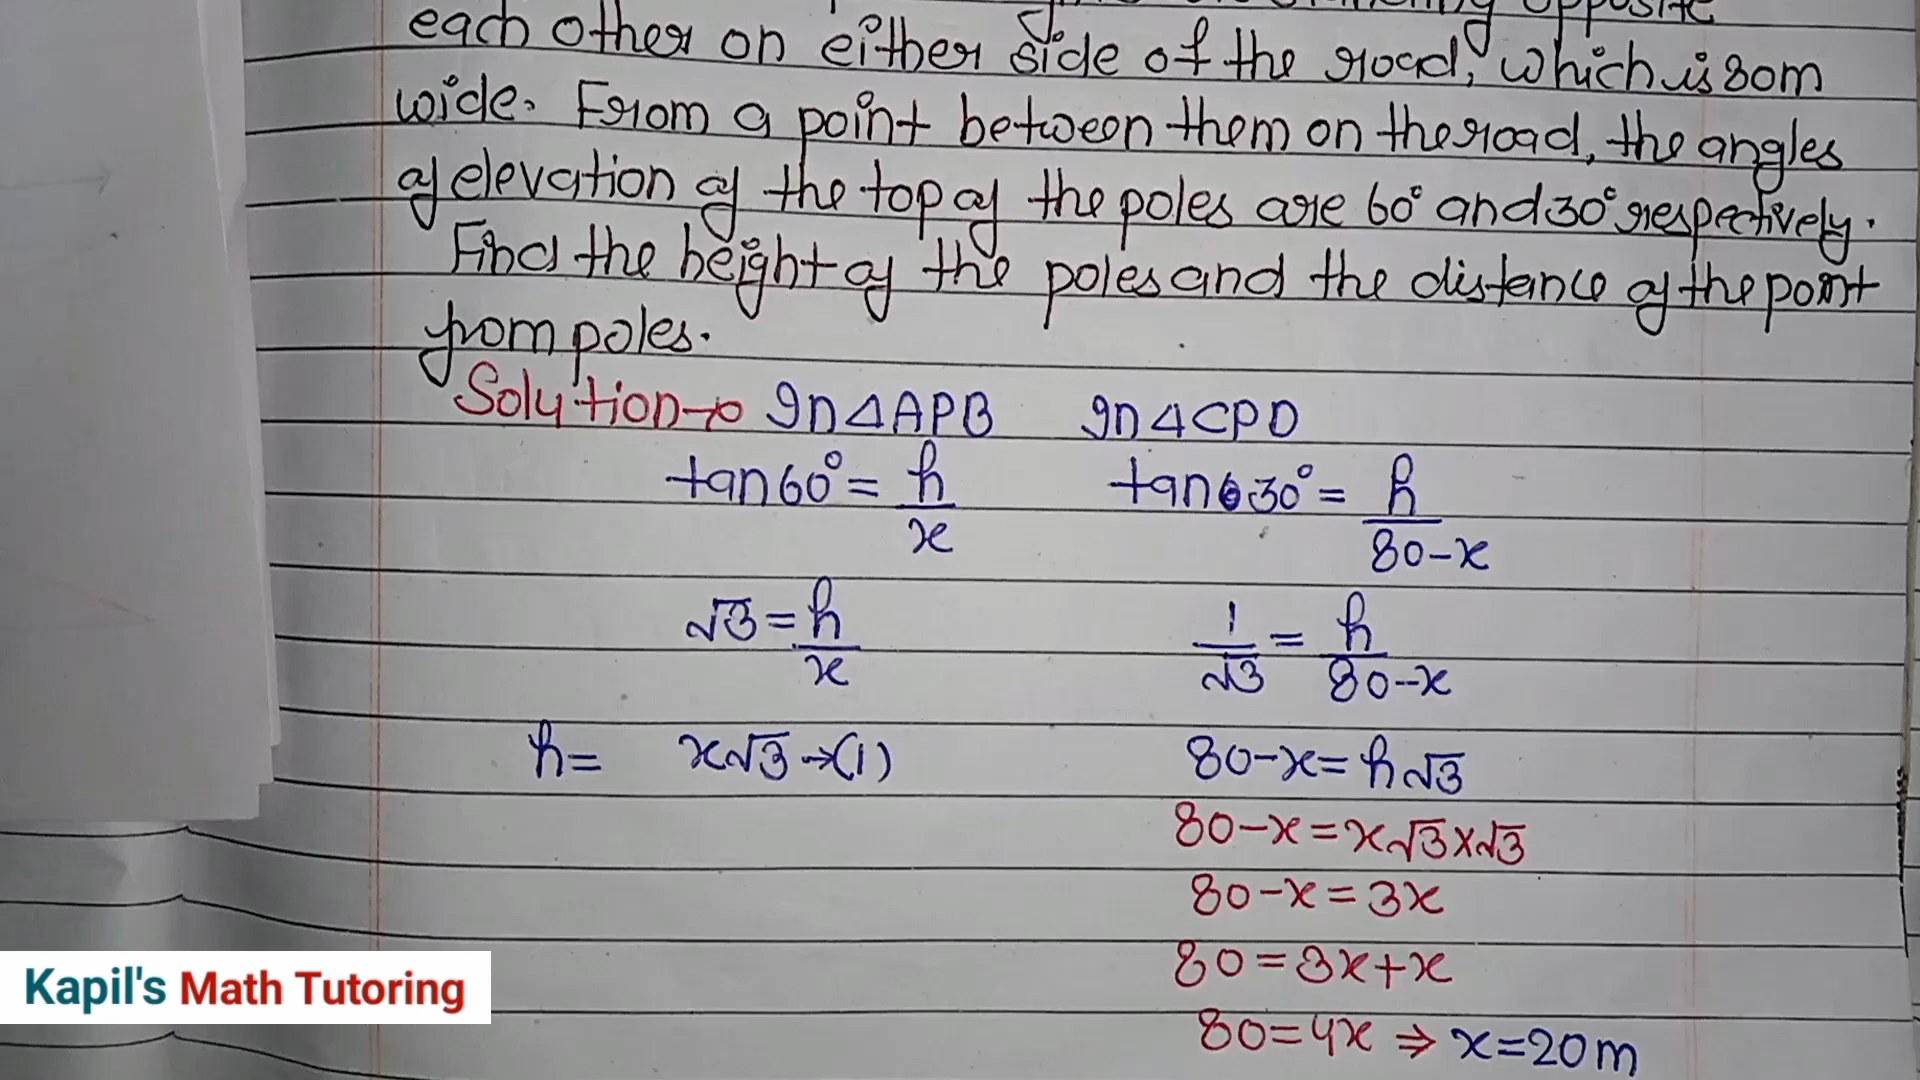 opposite
each other on either side of the road, which is 80m
wide. From a point between them on the road, the angles
of elevation of the top of the poles are 60° and 30° respectively.
Find the height of the poles and the distance of the point
from poles.
Solution→ In △APB In △CPD
tan60° = h/x tan30° = h/80-x
√3 = h/x 1/√3 = h/80-x
h= x√3 →(1) 80-x=h√3
80-x=x√3x√3
80-x=3x
80=3x+x
80=4x ⇒ x=20m
Kapil's Math Tutoring